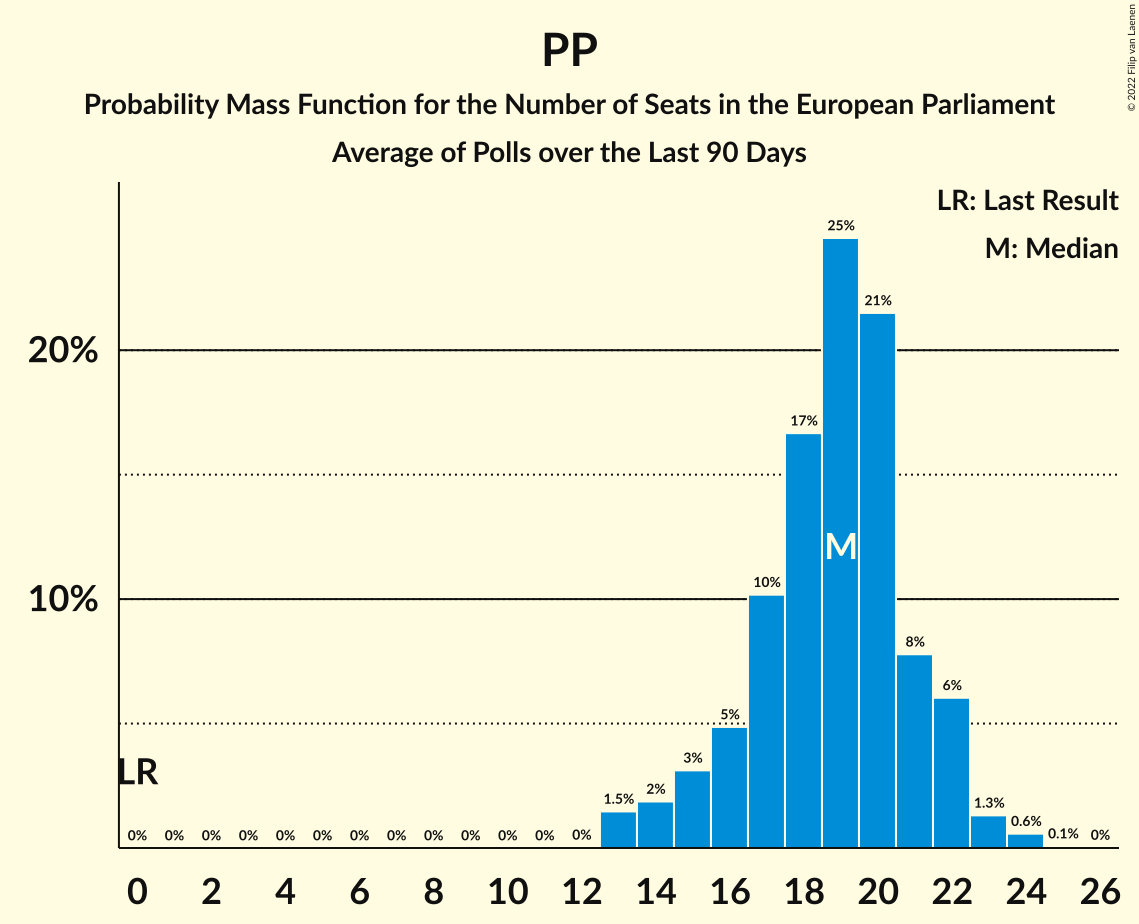 PP
Probability Mass Function for the Number of Seats in the European Parliament
Average of Polls over the Last 90 Days
© 2022 Filip van Laenen
LR: Last Result
M: Median
25%
21%
20%
17%
M
10%
10%
8%
6%
5%
3%
LR
1.5%
2%
1.3%
0.6%
0% 0% 0% 0% 0% 0% 0% 0% 0% 0% 0% 0% 0% 0.1% 0%
0 2 4 6 8 10 12 14 16 18 20 22 24 26